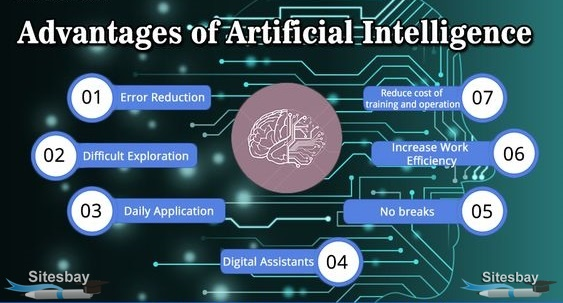 Advantages of Artificial Intelligence
01 Error Reduction
02 Difficult Exploration
03 Daily Application
Digital Assistants 04
No breaks 05
Increase Work
Efficiency 06
Reduce cost of
training and operation 07
Sitesbay
Sitesbay